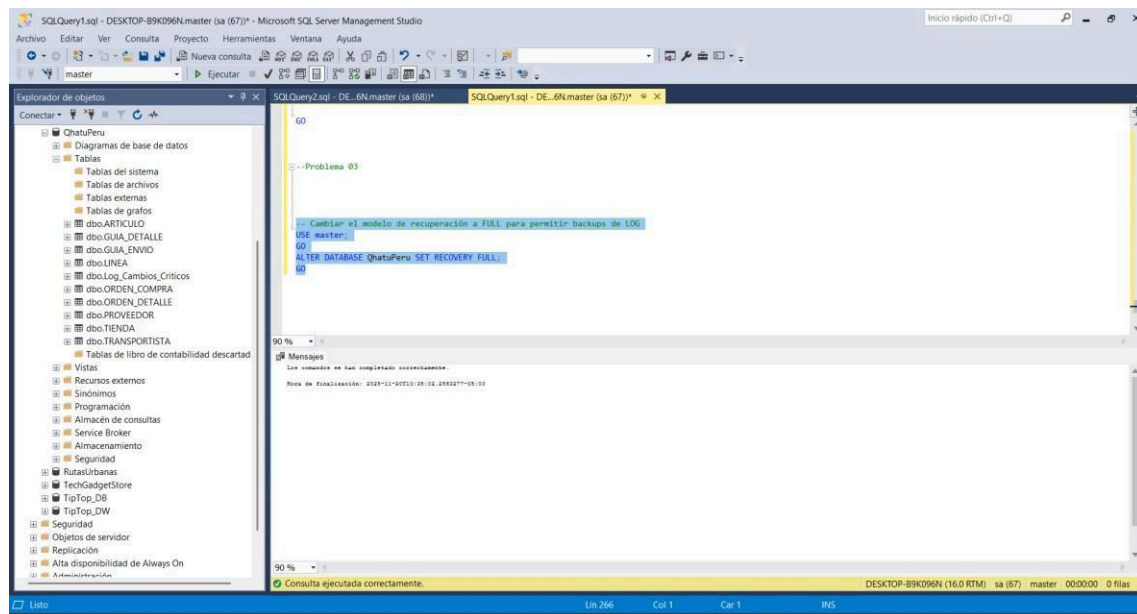 SQLQuery1.sql - DESKTOP-B9K096N.master (sa (67))* - Microsoft SQL Server Management Studio
Inicio rápido (Ctrl+Q)
Archivo Editar Ver Consulta Proyecto Herramientas Ventana Ayuda
Nueva consulta
master
Ejecutar
Explorador de objetos
Conectar
QhatuPeru
Diagramas de base de datos
Tablas
Tablas del sistema
Tablas de archivos
Tablas externas
Tablas de grafos
dbo.ARTICULO
dbo.GUIA_DETALLE
dbo.GUIA_ENVIO
dbo.LINEA
dbo.Log_Cambios_Criticos
dbo.ORDEN_COMPRA
dbo.ORDEN_DETALLE
dbo.PROVEEDOR
dbo.TIENDA
dbo.TRANSPORTISTA
Tablas de libro de contabilidad descartad
Vistas
Recursos externos
Sinónimos
Programación
Almacén de consultas
Service Broker
Almacenamiento
Seguridad
RutasUrbanas
TechGadgetStore
TipTop_DB
TipTop_DW
Seguridad
Objetos de servidor
Replicación
Alta disponibilidad de Always On
Administración
SQLQuery2.sql - DE...6N.master (sa (68))*
SQLQuery1.sql - DE...6N.master (sa (67))*
GO
--Problema 03
-- Cambiar el modelo de recuperación a FULL para permitir backups de LOG
USE master;
GO
ALTER DATABASE QhatuPeru SET RECOVERY FULL;
GO
90 %
Mensajes
Los comandos se han completado correctamente.
Hora de finalización: 2025-11-20T10:
90 %
Consulta ejecutada correctamente.
DESKTOP-B9K096N (16.0 RTM) sa (67) master 00:00:00 0 filas
Listo
Lín 266 Col 1 Car 1 INS